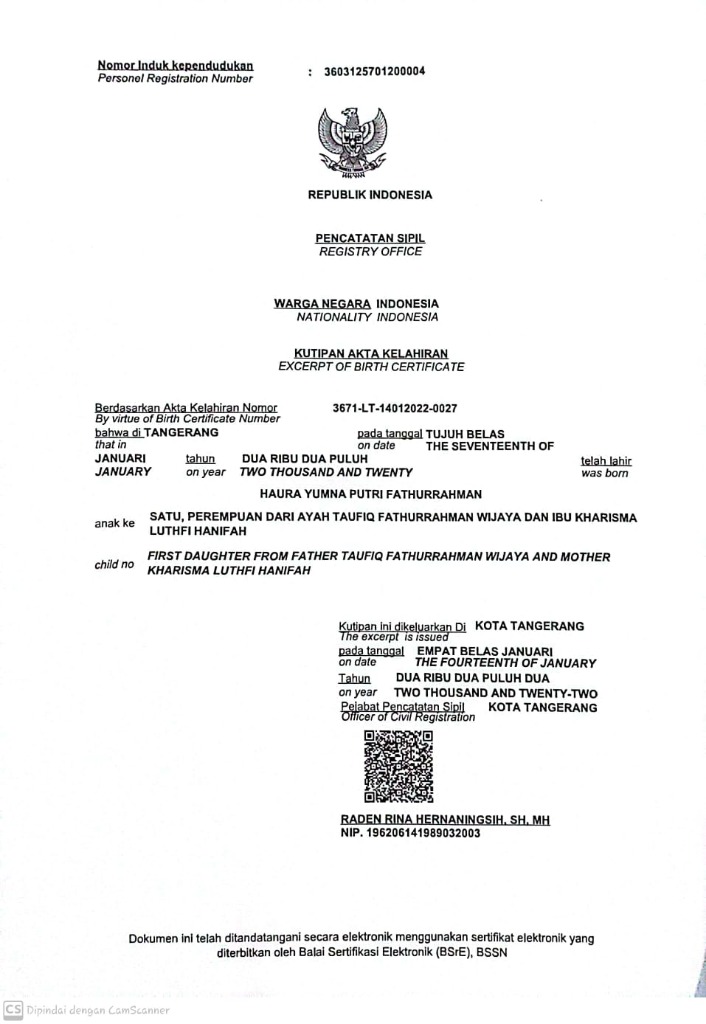 Nomor Induk kependudukan
Personel Registration Number : 3603125701200004
REPUBLIK INDONESIA
PENCATATAN SIPIL
REGISTRY OFFICE
WARGA NEGARA INDONESIA
NATIONALITY INDONESIA
KUTIPAN AKTA KELAHIRAN
EXCERPT OF BIRTH CERTIFICATE
Berdasarkan Akta Kelahiran Nomor 3671-LT-14012022-0027
By virtue of Birth Certificate Number
bahwa di TANGERANG pada tanggal TUJUH BELAS
that in on date THE SEVENTEENTH OF
JANUARI tahun DUA RIBU DUA PULUH telah lahir
JANUARY on year TWO THOUSAND AND TWENTY was born
HAURA YUMNA PUTRI FATHURRAHMAN
anak ke SATU, PEREMPUAN DARI AYAH TAUFIQ FATHURRAHMAN WIJAYA DAN IBU KHARISMA
LUTHFI HANIFAH
child no FIRST DAUGHTER FROM FATHER TAUFIQ FATHURRAHMAN WIJAYA AND MOTHER
KHARISMA LUTHFI HANIFAH
Kutipan ini dikeluarkan Di KOTA TANGERANG
The excerpt is issued
pada tanggal EMPAT BELAS JANUARI
on date THE FOURTEENTH OF JANUARY
Tahun DUA RIBU DUA PULUH DUA
on year TWO THOUSAND AND TWENTY-TWO
Pejabat Pencatatan Sipil KOTA TANGERANG
Officer of Civil Registration
RADEN RINA HERNANINGSIH, SH, MH
NIP. 196206141989032003
Dokumen ini telah ditandatangani secara elektronik menggunakan sertifikat elektronik yang
diterbitkan oleh Balai Sertifikasi Elektronik (BSrE), BSSN
CS Dipindai dengan CamScanner